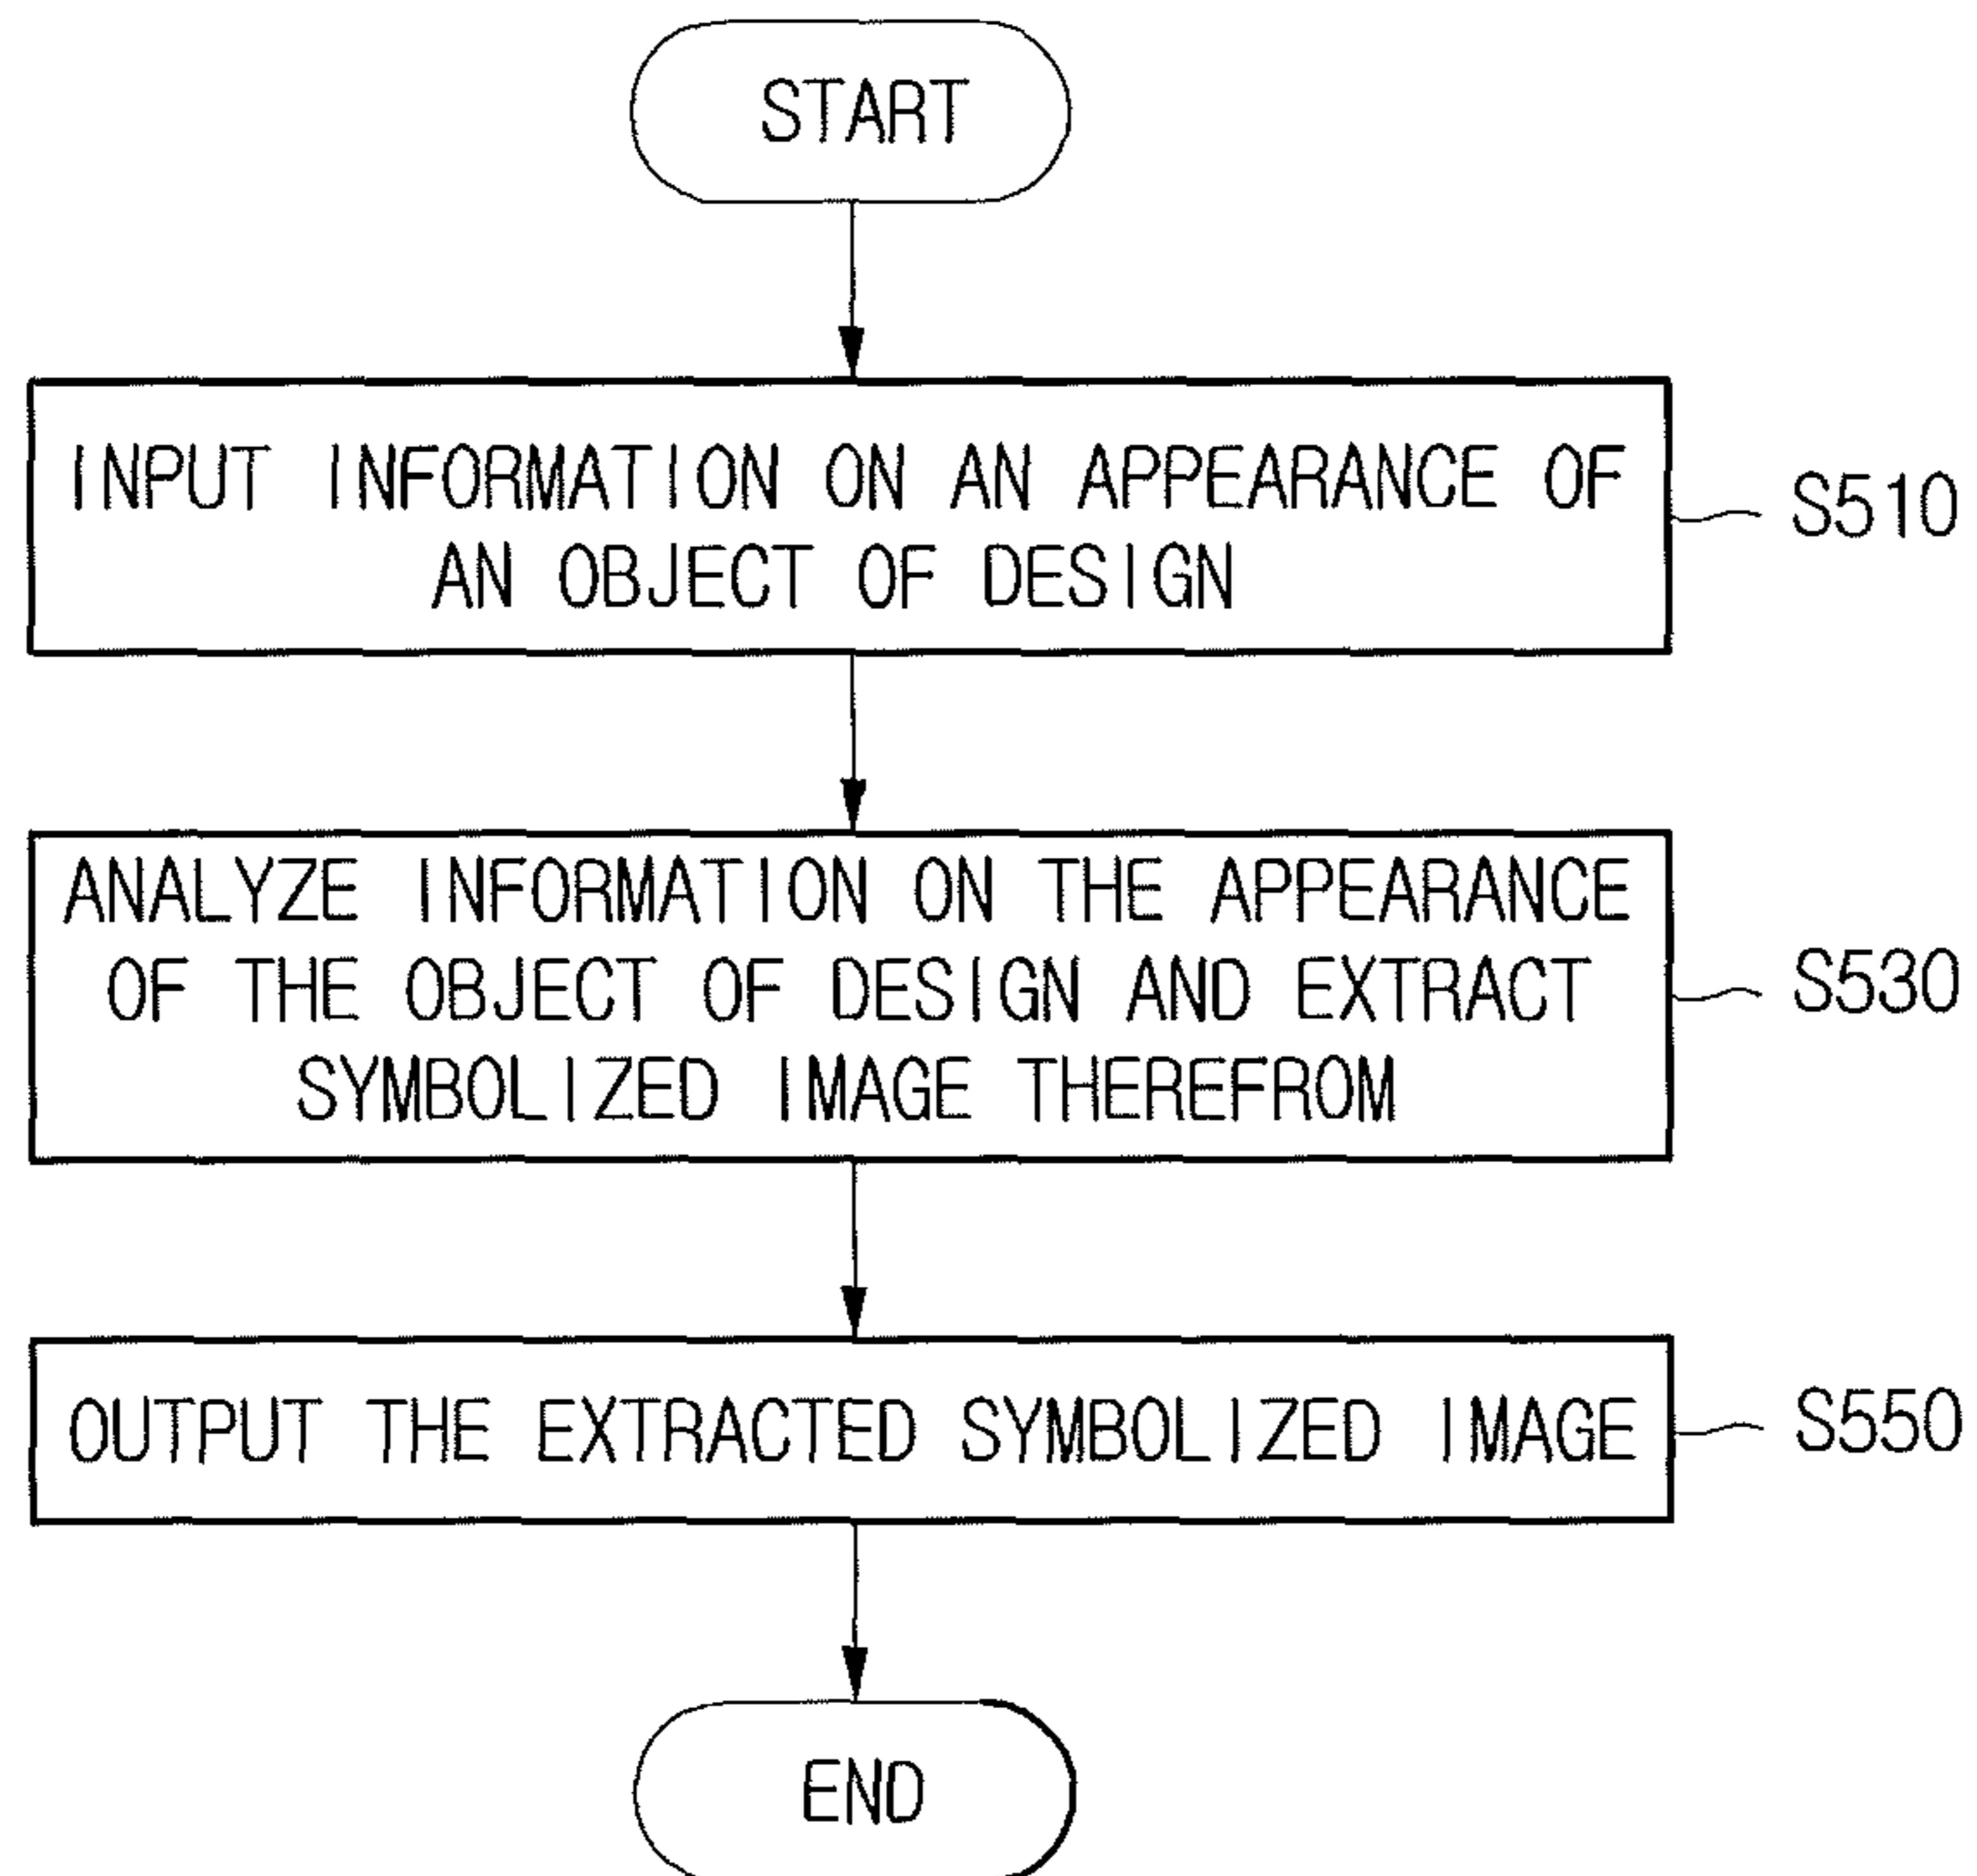 START
INPUT INFORMATION ON AN APPEARANCE OF
AN OBJECT OF DESIGN
S510
ANALYZE INFORMATION ON THE APPEARANCE
OF THE OBJECT OF DESIGN AND EXTRACT
SYMBOLIZED IMAGE THEREFROM
S530
OUTPUT THE EXTRACTED SYMBOLIZED IMAGE
S550
END